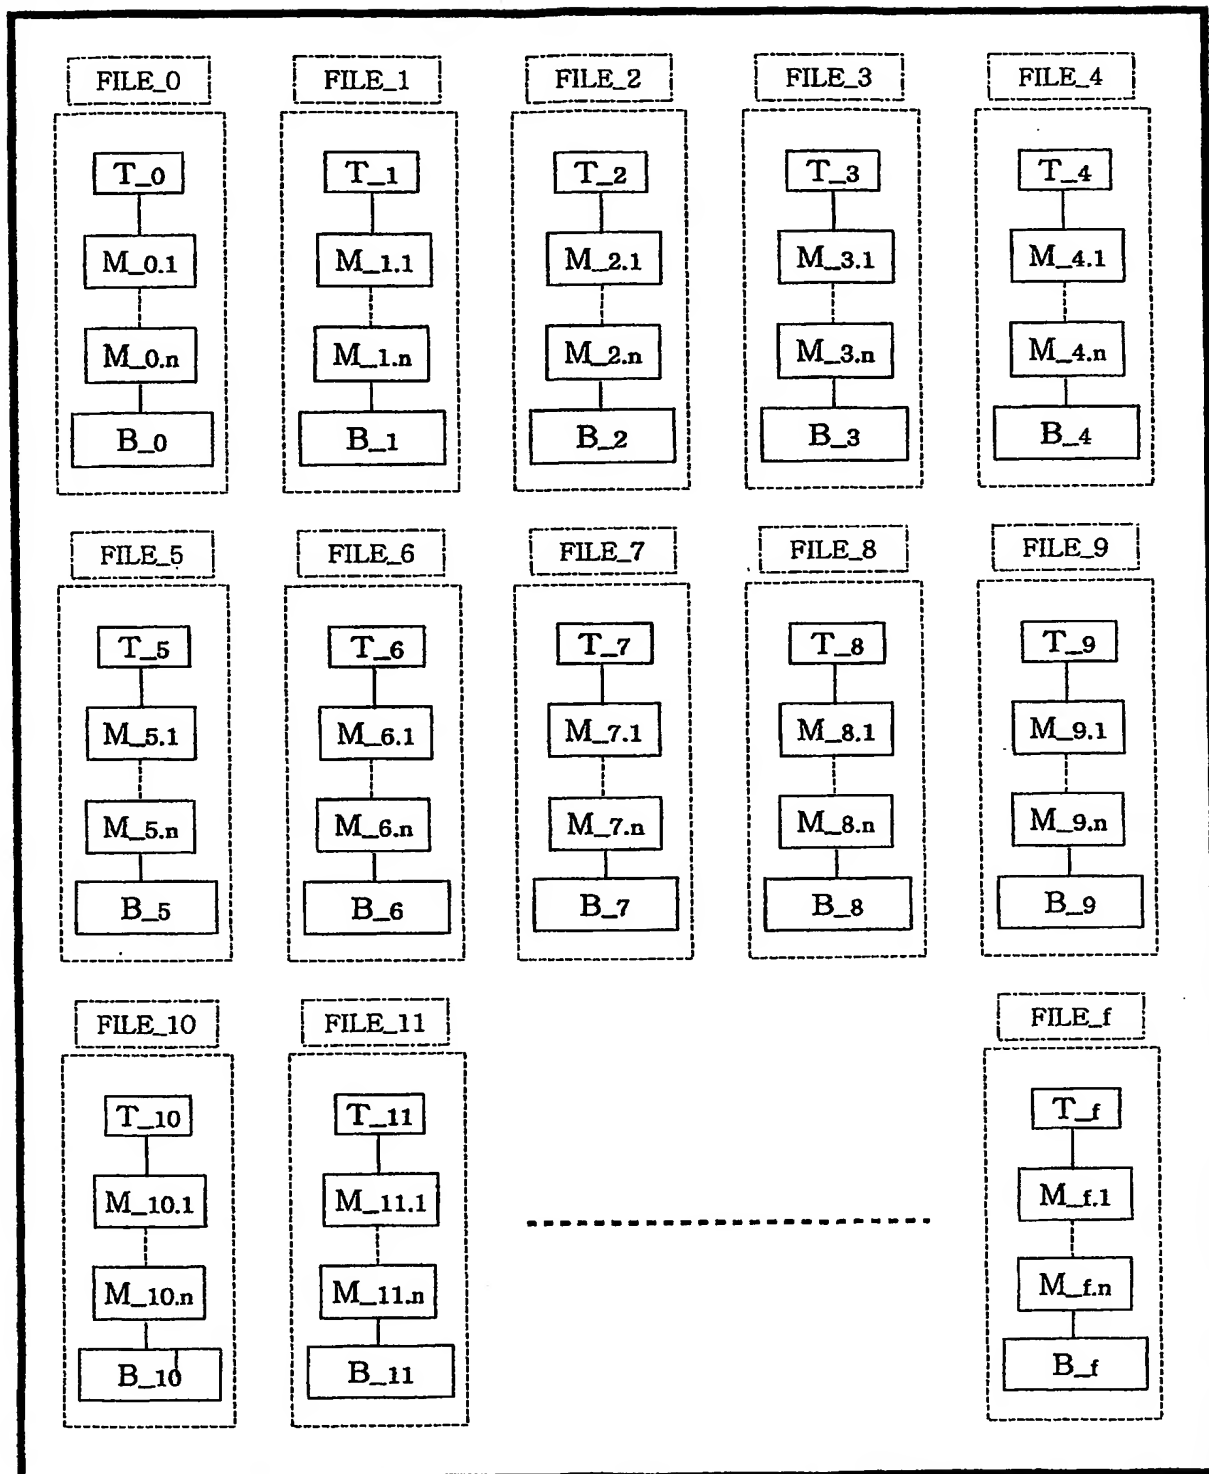 FILE_0 FILE_1 FILE_2 FILE_3 FILE_4
T_0 T_1 T_2 T_3 T_4
M_0.1 M_1.1 M_2.1 M_3.1 M_4.1
M_0.n M_1.n M_2.n M_3.n M_4.n
B_0 B_1 B_2 B_3 B_4
FILE_5 FILE_6 FILE_7 FILE_8 FILE_9
T_5 T_6 T_7 T_8 T_9
M_5.1 M_6.1 M_7.1 M_8.1 M_9.1
M_5.n M_6.n M_7.n M_8.n M_9.n
B_5 B_6 B_7 B_8 B_9
FILE_10 FILE_11 FILE_f
T_10 T_11 T_f
M_10.1 M_11.1 M_f.1
M_10.n M_11.n M_f.n
B_10 B_11 B_f